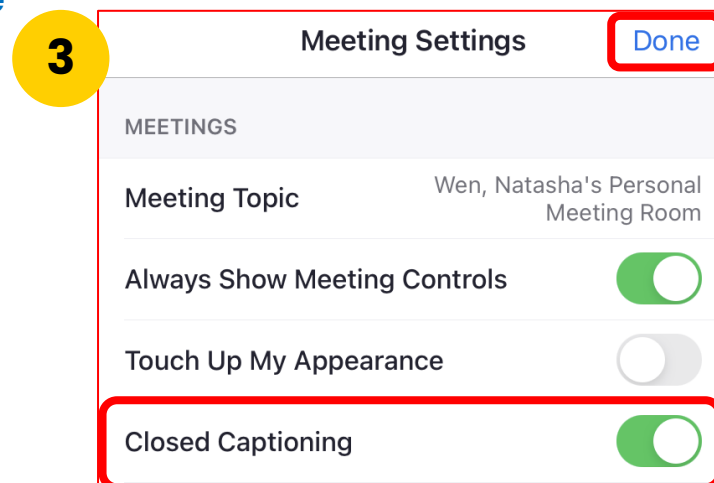 3
Meeting Settings
Done
MEETINGS
Meeting Topic
Wen, Natasha's Personal
Meeting Room
Always Show Meeting Controls
Touch Up My Appearance
Closed Captioning